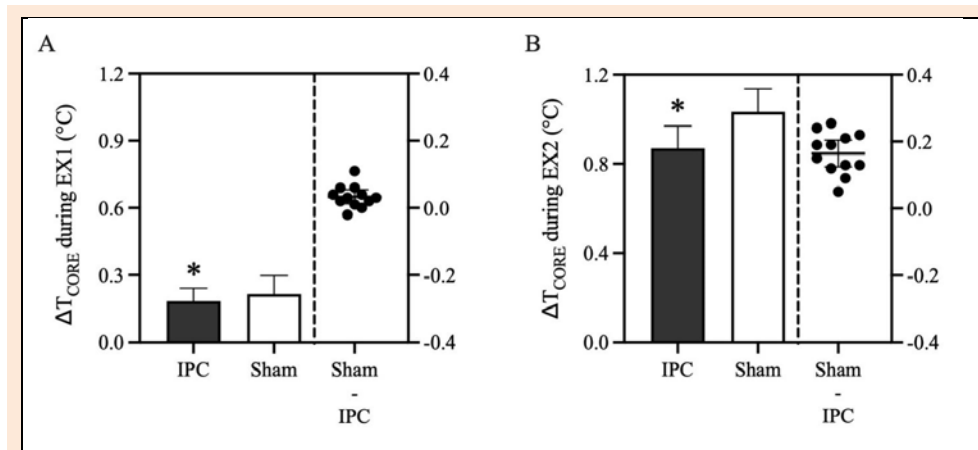 A
ΔT_CORE during EX1 (°C)
1.2
0.9
0.6
0.3
0.0
*
0.4
0.2
0.0
-0.2
-0.4
IPC
Sham
Sham
-
IPC
B
ΔT_CORE during EX2 (°C)
1.2
0.8
0.4
0.0
*
0.4
0.2
0.0
-0.2
-0.4
IPC
Sham
Sham
-
IPC